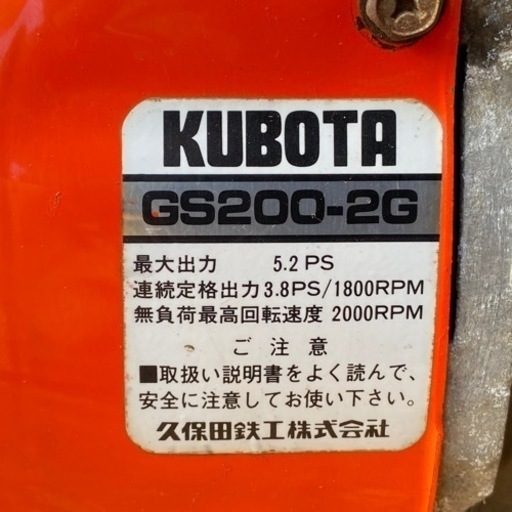 KUBOTA
GS200-2G
最大出力 5.2PS
連続定格出力3.8PS/1800RPM
無負荷最高回転速度 2000RPM
ご注意
■取扱い説明書をよく読んで、
安全に注意してお使い下さい。
久保田鉄工株式会社